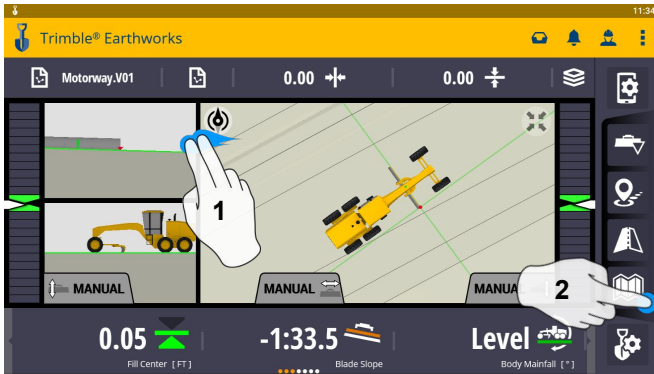 11:34
Trimble® Earthworks
Motorway.V01 0.00 0.00
1
2
MANUAL MANUAL MANUAL
0.05 -1:33.5 Level
Fill Center [ FT ] Blade Slope Body Mainfall [ ° ]